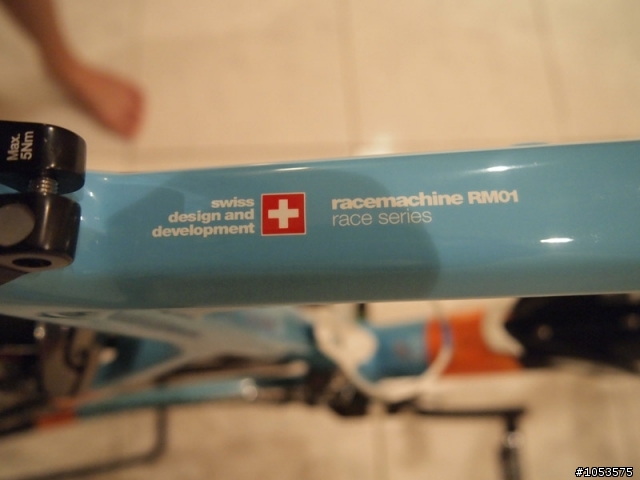 Max.
5Nm
swiss
design and
development
racemachine RM01
race series
#1053575